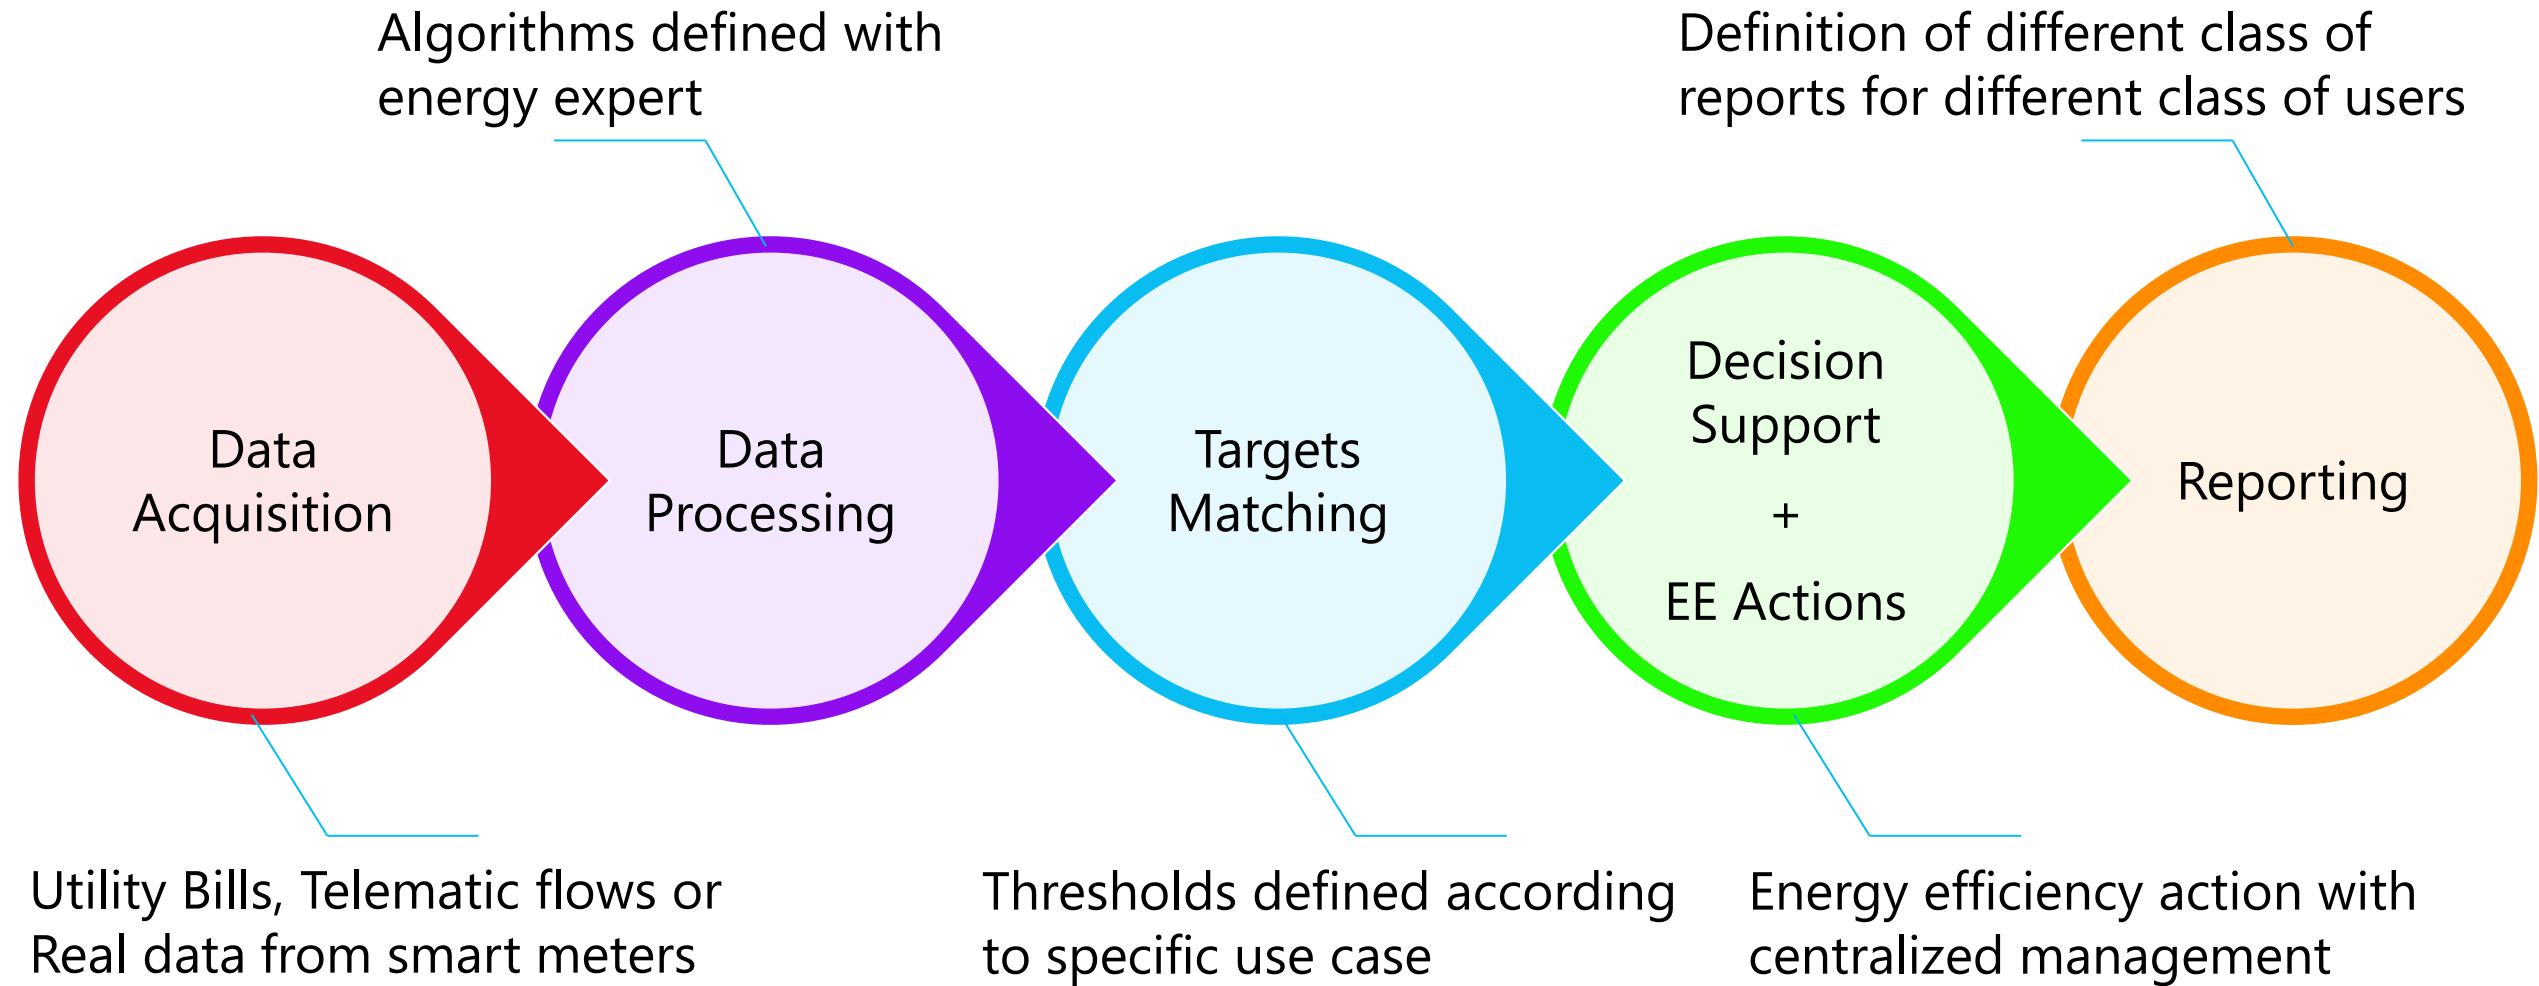 Algorithms defined with
energy expert
Definition of different class of
reports for different class of users
Data
Acquisition
Data
Processing
Targets
Matching
Decision
Support
+
EE Actions
Reporting
Utility Bills, Telematic flows or
Real data from smart meters
Thresholds defined according
to specific use case
Energy efficiency action with
centralized management